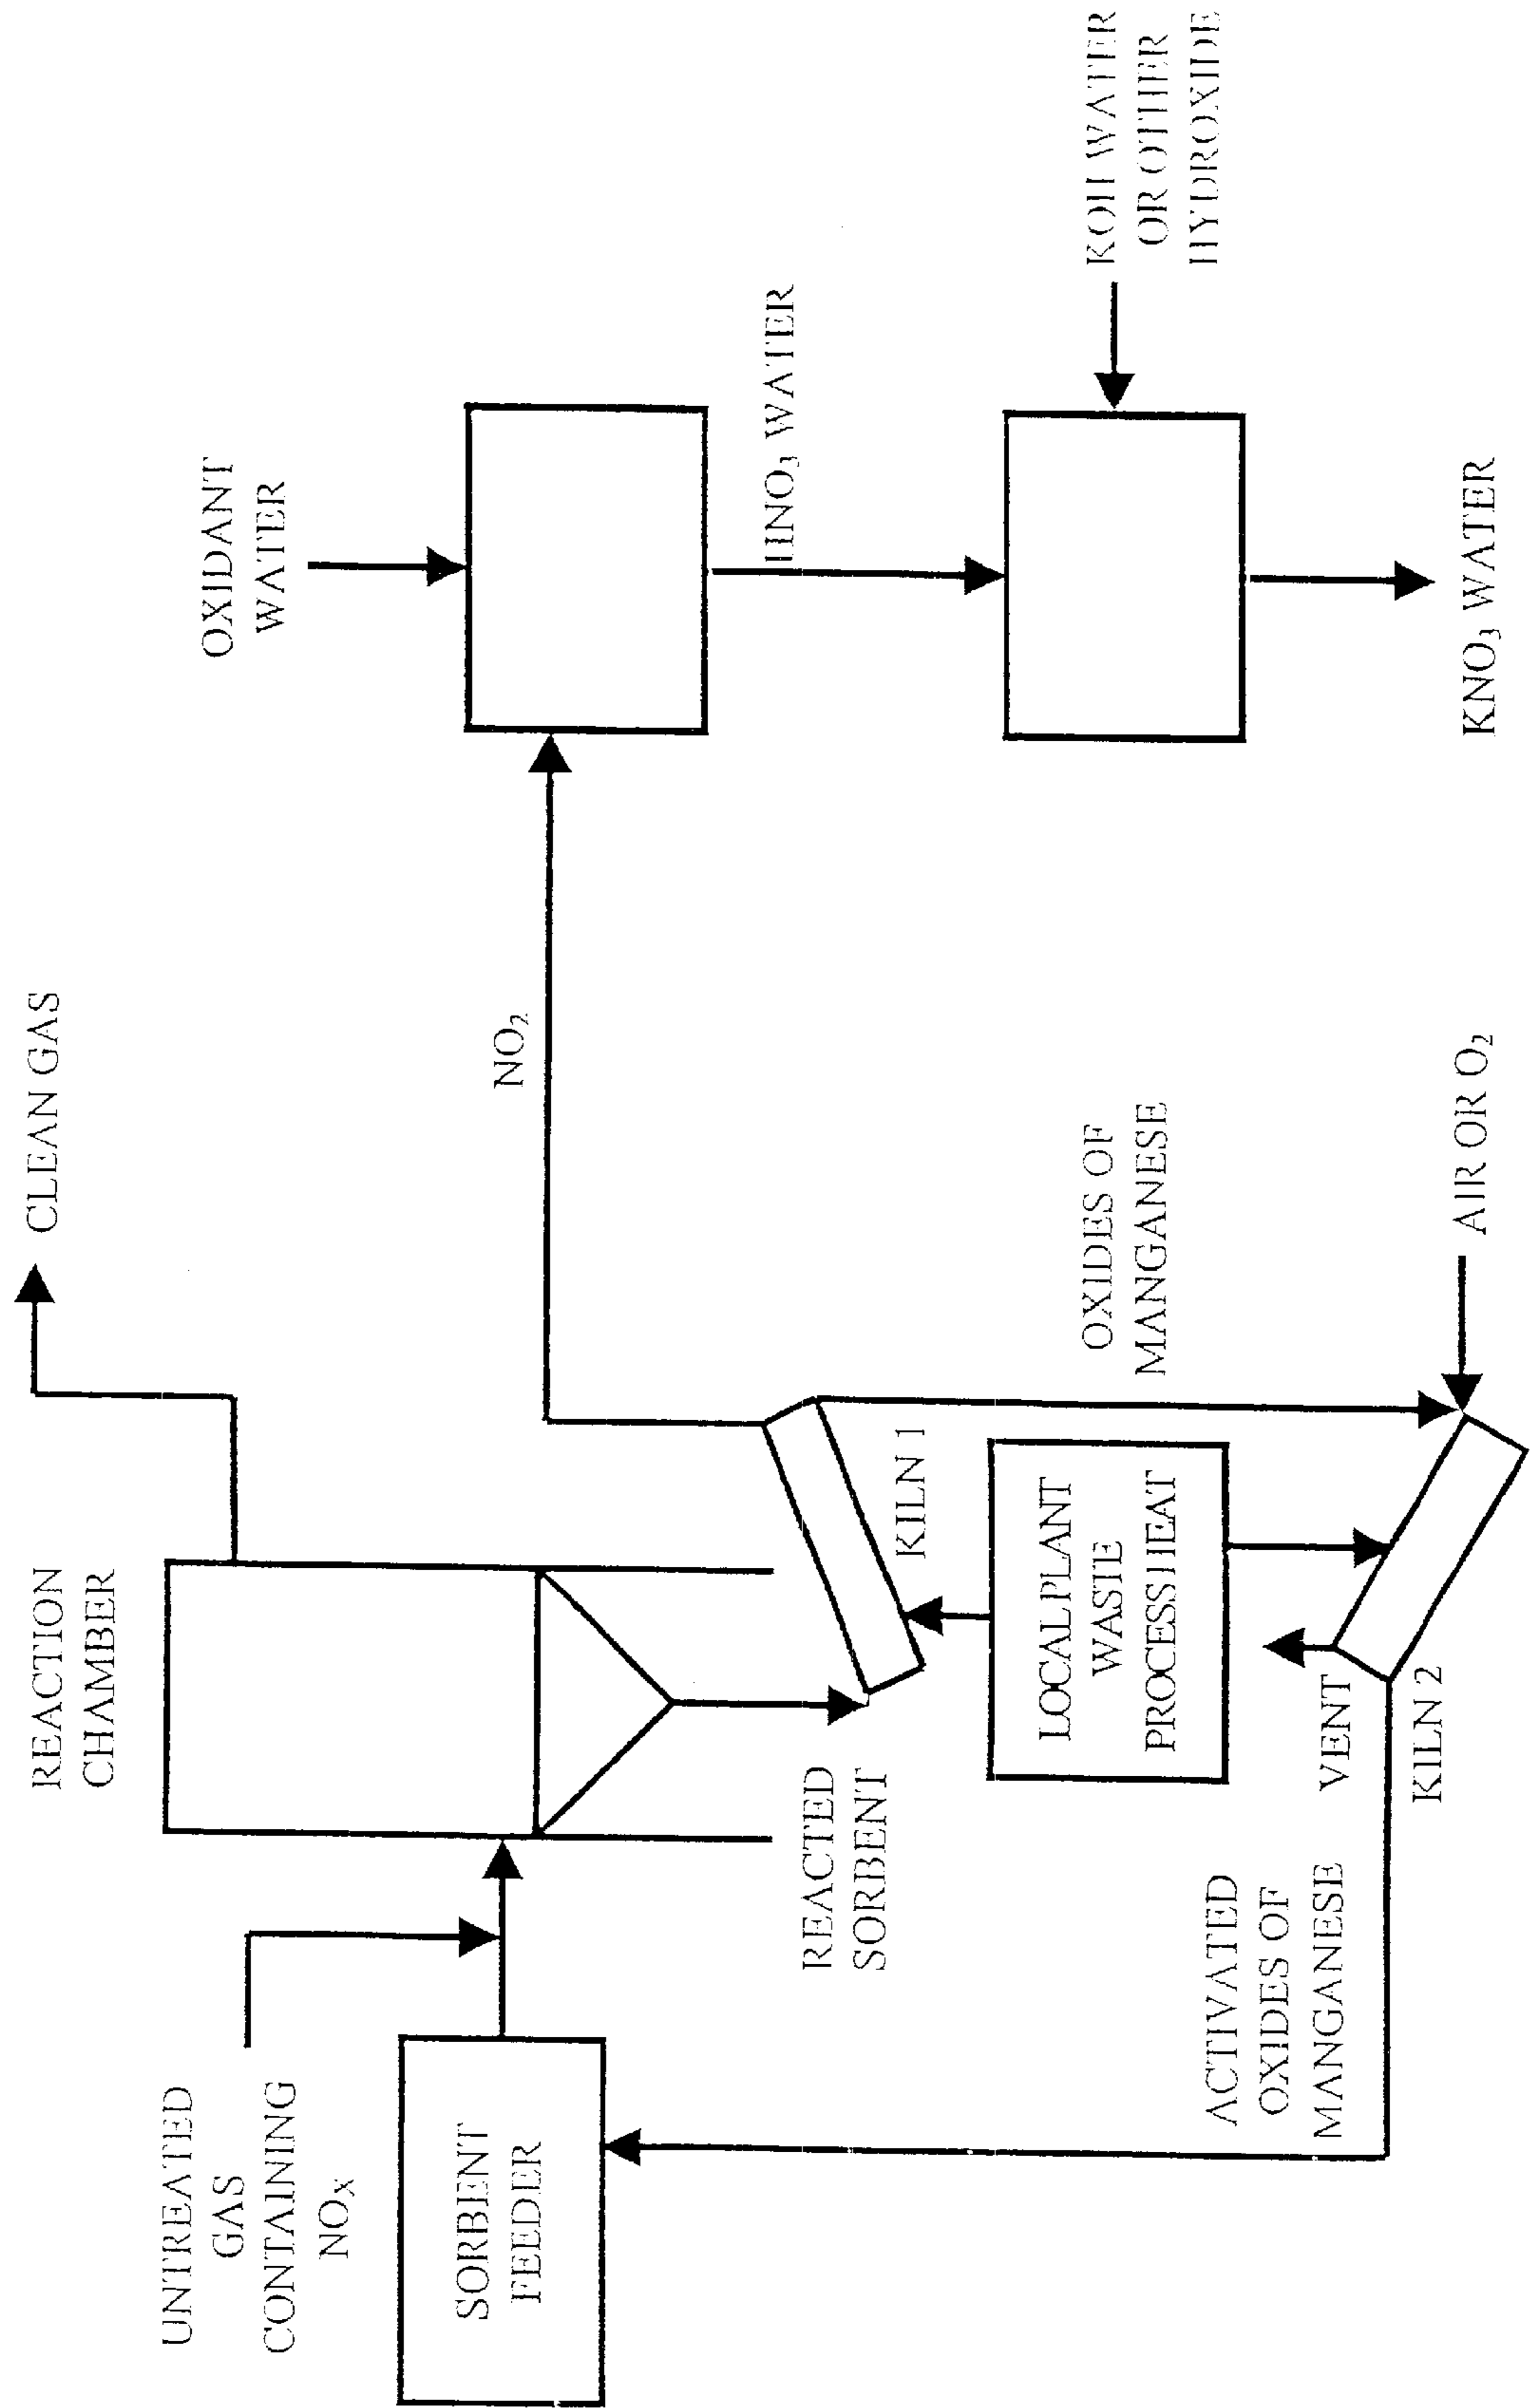 UNTREATED
GAS
CONTAINING
NOX
SORBENT
FEEDER
REACTION
CHAMBER
CLEAN GAS
REACTED
SORBENT
ACTIVATED
OXIDES OF
MANGANESE
KILN 1
LOCAL PLANT
WASTE
PROCESS HEAT
VENT
KILN 2
OXIDES OF
MANGANESE
AIR OR O2
NO2
OXIDANT
WATER
HNO3 WATER
KOH WATER
OR OTHER
HYDROXIDE
KNO3 WATER